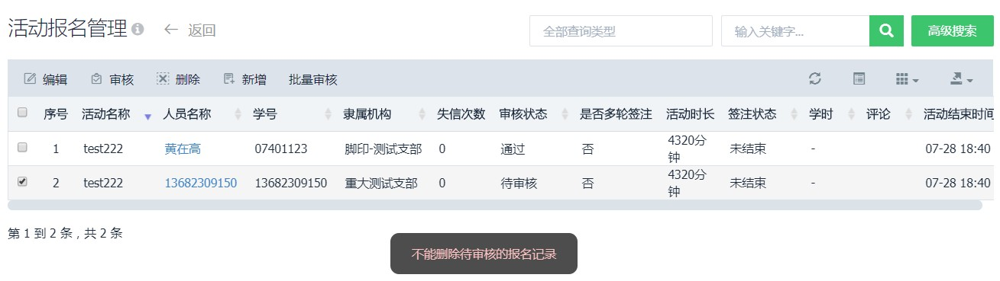 活动报名管理 返回 全部查询类型 输入关键字... 高级搜索
编辑 审核 删除 新增 批量审核
序号 活动名称 人员名称 学号 隶属机构 失信次数 审核状态 是否多轮签注 活动时长 签注状态 学时 评论 活动结束时间
1 test222 黄在高 07401123 脚印-测试支部 0 通过 否 4320分钟 未结束 - 07-28 18:40
2 test222 13682309150 13682309150 重大测试支部 0 待审核 否 4320分钟 未结束 - 07-28 18:40
第 1 到 2 条，共 2 条
不能删除待审核的报名记录